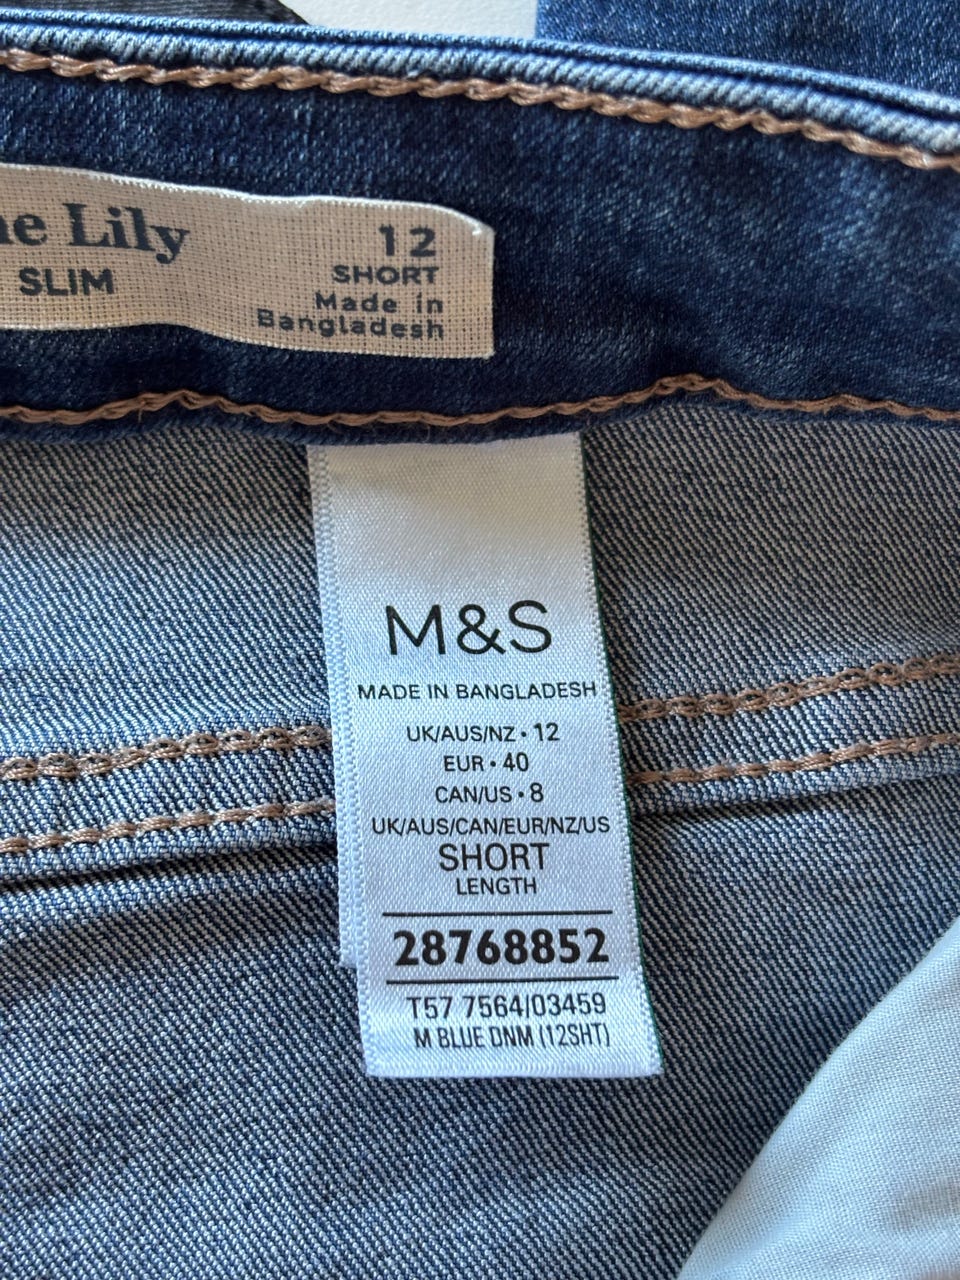 Lily
SLIM
12
SHORT
Made in
Bangladesh
M&S
MADE IN BANGLADESH
UK/AUS/NZ • 12
EUR • 40
CAN/US • 8
UK/AUS/CAN/EUR/NZ/US
SHORT
LENGTH
28768852
T57 7564/03459
M BLUE DNM (12SHT)